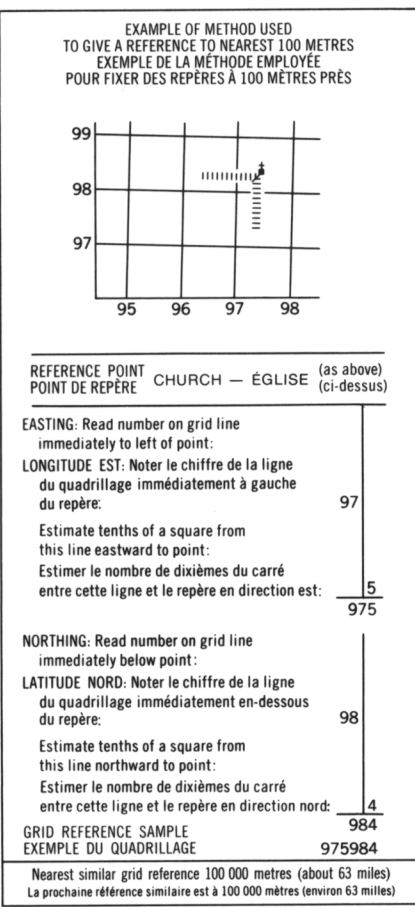 EXAMPLE OF METHOD USED
TO GIVE A REFERENCE TO NEAREST 100 METRES
EXEMPLE DE LA MÉTHODE EMPLOYÉE
POUR FIXER DES REPÈRES À 100 MÈTRES PRÈS
99
98
97
95 96 97 98
REFERENCE POINT
POINT DE REPÈRE
CHURCH — ÉGLISE
(as above)
(ci-dessus)
EASTING: Read number on grid line
immediately to left of point:
LONGITUDE EST: Noter le chiffre de la ligne
du quadrillage immédiatement à gauche
du repère: 97
Estimate tenths of a square from
this line eastward to point:
Estimer le nombre de dixièmes du carré
entre cette ligne et le repère en direction est: 5
975
NORTHING: Read number on grid line
immediately below point:
LATITUDE NORD: Noter le chiffre de la ligne
du quadrillage immédiatement en-dessous
du repère: 98
Estimate tenths of a square from
this line northward to point:
Estimer le nombre de dixièmes du carré
entre cette ligne et le repère en direction nord: 4
984
GRID REFERENCE SAMPLE
EXEMPLE DU QUADRILLAGE 975984
Nearest similar grid reference 100 000 metres (about 63 miles)
La prochaine référence similaire est à 100 000 mètres (environ 63 milles)